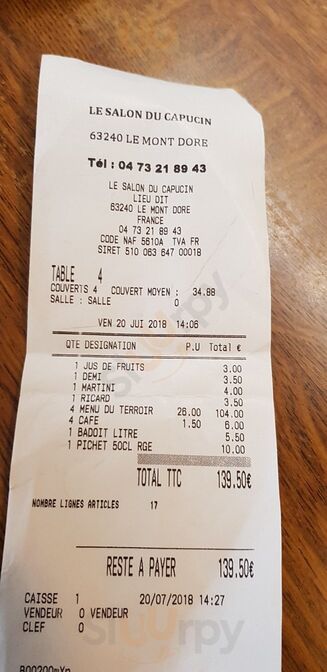 LE SALON DU CAPUCIN
63240 LE MONT DORE
Tél : 04 73 21 89 43
LE SALON DU CAPUCIN
LIEU DIT
63240 LE MONT DORE
FRANCE
04 73 21 89 43
CODE NAF 5610A TVA FR
SIRET 510 063 647 00018
TABLE 4
COUVERTS 4 COUVERT MOYEN : 34.88
SALLE : SALLE 0
VEN 20 JUI 2018 14:06
QTE DESIGNATION P.U Total €
1 JUS DE FRUITS 3.00
1 DEMI 3.50
1 MARTINI 4.00
1 RICARD 3.50
4 MENU DU TERROIR 26.00 104.00
4 CAFE 1.50 6.00
1 BADOIT LITRE 5.50
1 PICHET 50CL RGE 10.00
TOTAL TTC 139.50€
NOMBRE LIGNES ARTICLES 17
RESTE A PAYER 139.50€
CAISSE 1 20/07/2018 14:27
VENDEUR 0 VENDEUR
CLEF 0
Sluurpy
Sluurpy